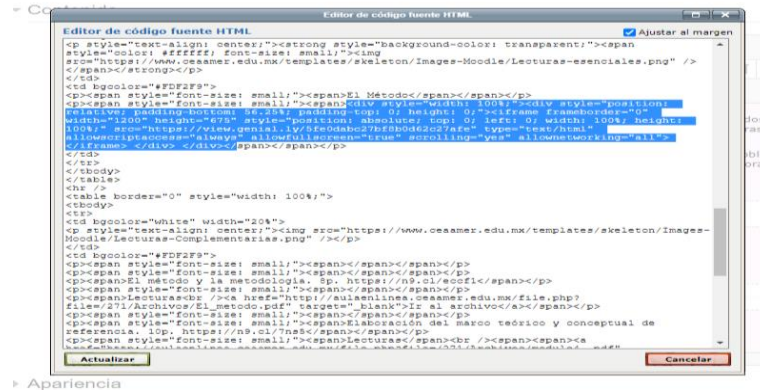 Contenido
Editor de código fuente HTML
Editor de código fuente HTML
Ajustar al margen
<p style="text-align: center;"><strong style="background-color: transparent;"><span
style="color: #ffffff; font-size: small;"><img
src="https://www.ceaamer.edu.mx/templates/skeleton/Images-Moodle/Lecturas-esenciales.png" />
</span></strong></p>
</td>
<td bgcolor="#FDF2F9">
<p><span style="font-size: small;"><span>El Método</span></span></p>
<p><span style="font-size: small;"><span><div style="width: 100%;"><div style="position:
relative; padding-bottom: 56.25%; padding-top: 0; height: 0;"><iframe frameborder="0"
width="1200" height="675" style="position: absolute; top: 0; left: 0; width: 100%; height:
100%;" src="https://view.genial.ly/5fe0dabc27bf8b0d62c27afe" type="text/html"
allowscriptaccess="always" allowfullscreen="true" scrolling="yes" allownetworking="all">
</iframe> </div> </div></span></span></p>
</td>
</tr>
</tbody>
</table>
<hr />
<table border="0" style="width: 100%;">
<tbody>
<tr>
<td bgcolor="white" width="20%">
<p style="text-align: center;"><img src="https://www.ceaamer.edu.mx/templates/skeleton/Images-
Moodle/Lecturas-Complementarias.png" /></p>
</td>
<td bgcolor="#FDF2F9">
<p><span style="font-size: small;"><span></span></span></p>
<p><span style="font-size: small;"><span></span></span></p>
<p><span>El método y la metodología. 8p. https://n9.cl/eccf1</span></p>
<p><span>Lecturas<br /><a href="http://aulaenlinea.ceaamer.edu.mx/file.php?
file=/271/Archivos/El_metodo.pdf" target="_blank">Ir al archivo</a></span></p>
<p><span style="font-size: small;"><span></span></span></p>
<p><span style="font-size: small;"><span>Elaboración del marco teórico y conceptual de
referencia. 10p. https://n9.cl/7ns5</span></span></p>
<p><span style="font-size: small;"><span>Lecturas</span><span><br /><span><span><a
Actualizar
Cancelar
Apariencia